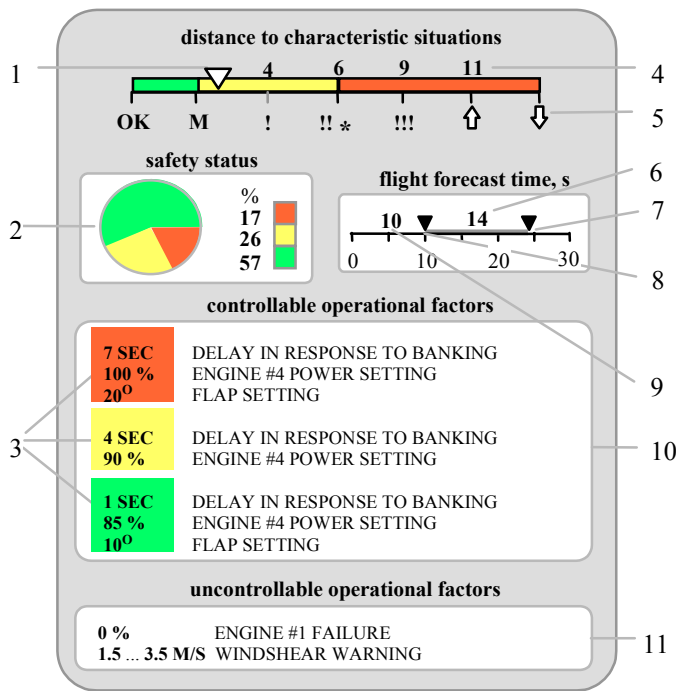 distance to characteristic situations
1 4 6 9 11 4
OK M ! !! * !!! 5
safety status
flight forecast time, s 6
% 7
17 10 14
2 26
57 0 10 20 30 8
controllable operational factors
7 SEC DELAY IN RESPONSE TO BANKING
100 % ENGINE #4 POWER SETTING 9
20O FLAP SETTING
3 4 SEC DELAY IN RESPONSE TO BANKING 10
90 % ENGINE #4 POWER SETTING
1 SEC DELAY IN RESPONSE TO BANKING
85 % ENGINE #4 POWER SETTING
10O FLAP SETTING
uncontrollable operational factors
0 % ENGINE #1 FAILURE 11
1.5 ... 3.5 M/S WINDSHEAR WARNING